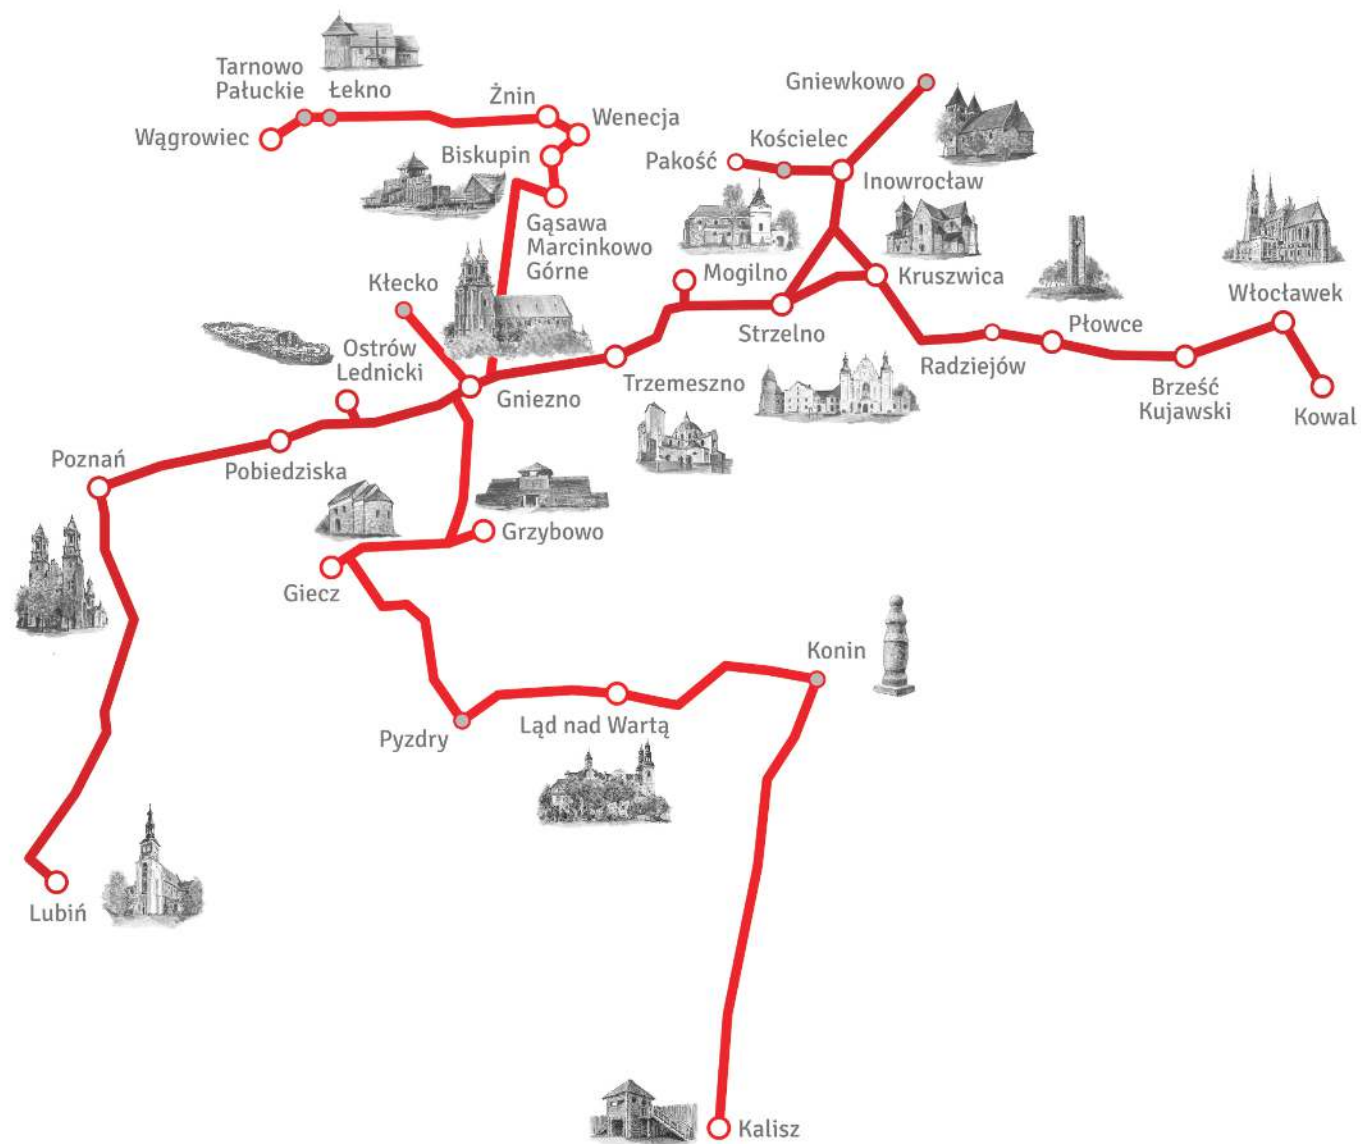 Tarnowo
Pałuckie
Łekno
Żnin
Wenecja
Wągrowiec
Biskupin
Gąsawa
Marcinkowo
Górne
Gniewkowo
Kościelec
Pakość
Inowrocław
Mogilno
Kruszwica
Kłecko
Strzelno
Włocławek
Płowce
Radziejów
Ostrów
Lednicki
Gniezno
Trzemeszno
Brześć
Kujawski
Kowal
Poznań
Pobiedziska
Grzybowo
Giecz
Konin
Pyzdry
Ląd nad Wartą
Lubiń
Kalisz